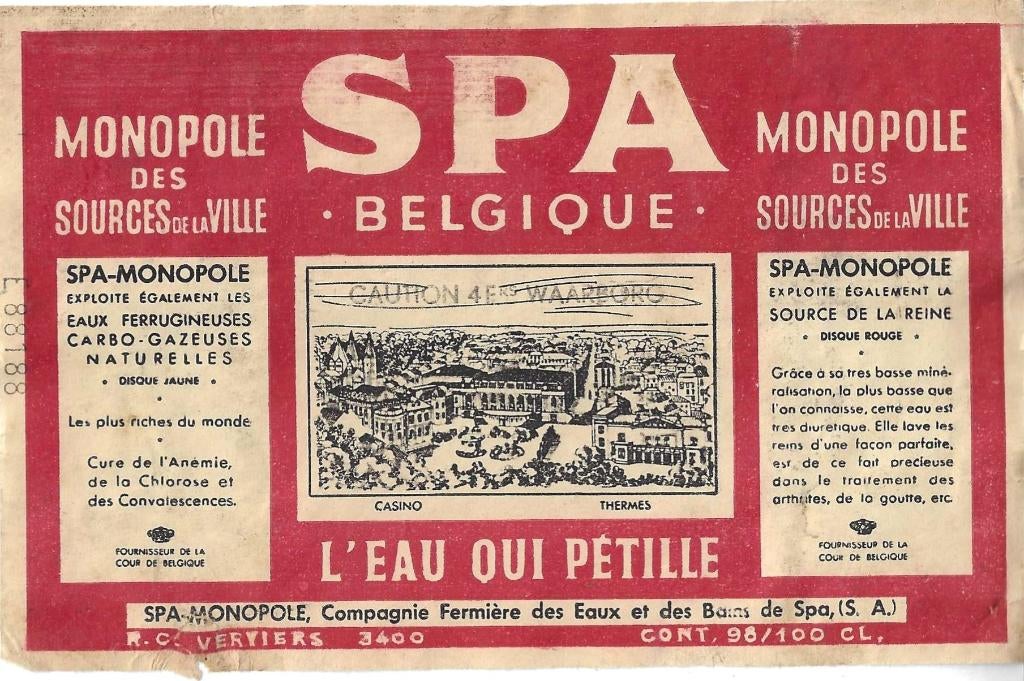 SPA
· BELGIQUE ·
MONOPOLE
DES
SOURCES DE LA VILLE
SPA-MONOPOLE
EXPLOITE ÉGALEMENT LES
EAUX FERRUGINEUSES
CARBO-GAZEUSES
NATURELLES
• DISQUE JAUNE •
•
Les plus riches du monde
•
Cure de l'Anémie,
de la Chlorose et
des Convalescences.
FOURNISSEUR DE LA
COUR DE BELGIQUE
CAUTION 4 ERS WAARBORG
CASINO THERMES
MONOPOLE
DES
SOURCES DE LA VILLE
SPA-MONOPOLE
EXPLOITE ÉGALEMENT LA
SOURCE DE LA REINE
• DISQUE ROUGE •
•
Grâce à sa tres basse miné-
ralisation, la plus basse que
l'on connaisse, cette eau est
tres diuretique. Elle lave les
reins d'une facon parfaite,
est de ce fait precieuse
dans le traitement des
arthrites, de la goutte, etc.
FOURNISSEUR DE LA
COUR DE BELGIQUE
L'EAU QUI PÉTILLE
SPA-MONOPOLE, Compagnie Fermière des Eaux et des Bains de Spa, (S. A.)
R.C. VERVIERS 3400 CONT. 98/100 CL.
E 88188